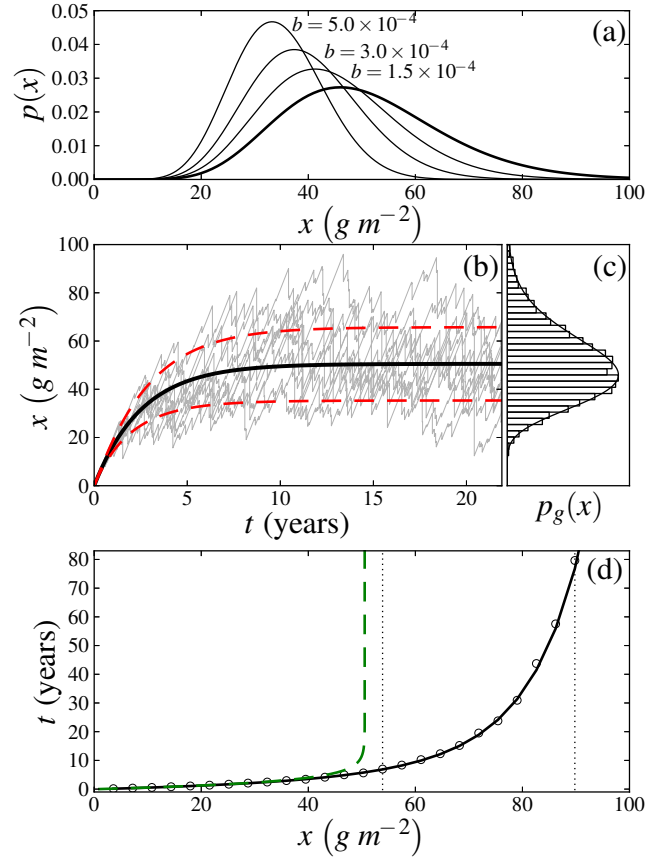 0.05
0.04
0.03
0.02
0.01
0.00
p(x)
b = 5.0 × 10⁻⁴
b = 3.0 × 10⁻⁴
b = 1.5 × 10⁻⁴
(a)
0 20 40 60 80 100
x (g m⁻²)
100
80
60
40
20
0
x (g m⁻²)
(b)
0 5 10 15 20
t (years)
(c)
p_g(x)
80
70
60
50
40
30
20
10
0
t (years)
(d)
0 20 40 60 80 100
x (g m⁻²)